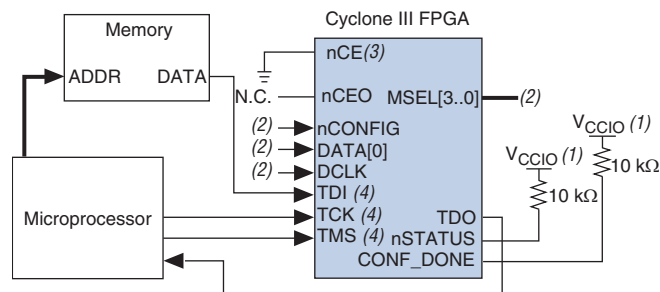 Cyclone III FPGA
Memory
nCE(3)
ADDR DATA
N.C. nCEO MSEL[3..0] (2)
(2) nCONFIG
VCCIO (1)
(2) DATA[0]
VCCIO (1)
(2) DCLK
10 kΩ
TDI (4)
10 kΩ
Microprocessor
TCK (4) TDO
TMS (4) nSTATUS
CONF_DONE